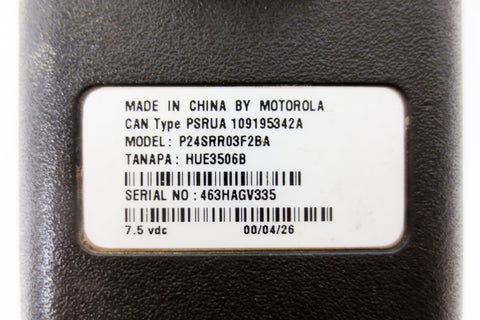 MADE IN CHINA BY MOTOROLA
CAN Type PSRUA 109195342A
MODEL: P24SRR03F2BA
TANAPA: HUE3506B
SERIAL NO: 463HAGV335
7.5 vdc 00/04/26